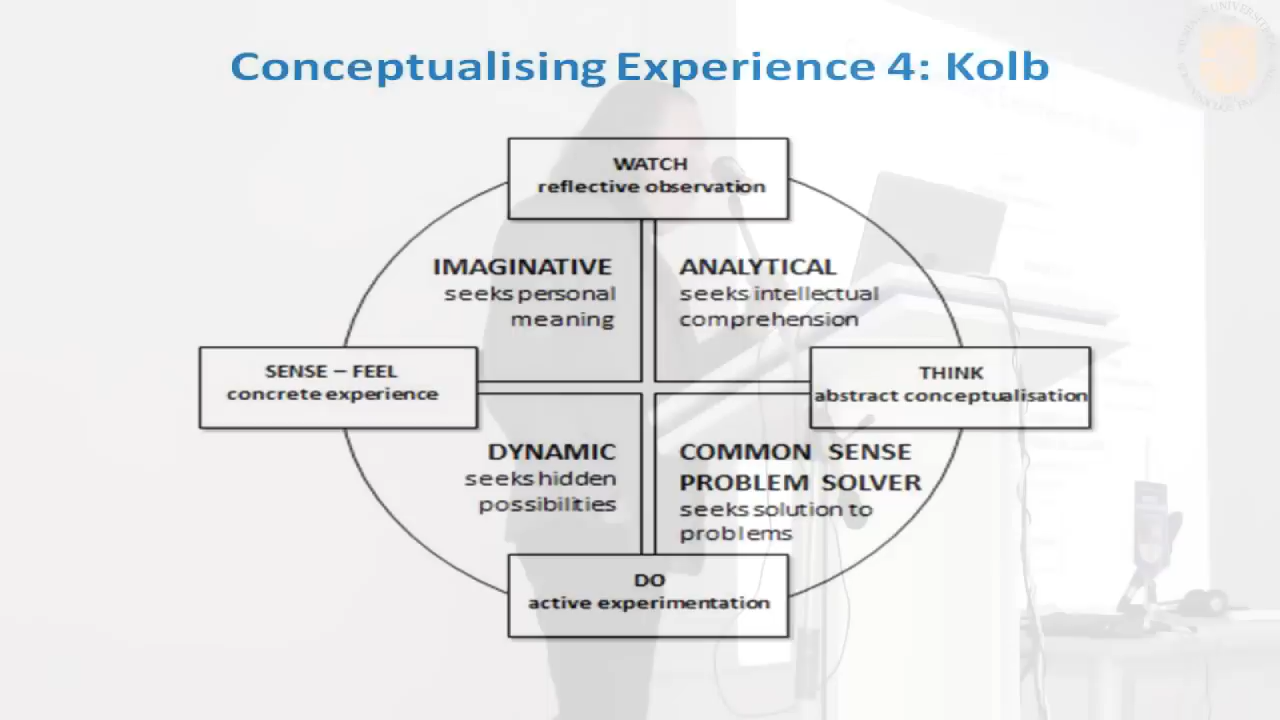 Conceptualising Experience 4: Kolb
WATCH
reflective observation
IMAGINATIVE
seeks personal
meaning
ANALYTICAL
seeks intellectual
comprehension
SENSE – FEEL
concrete experience
THINK
abstract conceptualisation
DYNAMIC
seeks hidden
possibilities
COMMON SENSE
PROBLEM SOLVER
seeks solution to
problems
DO
active experimentation